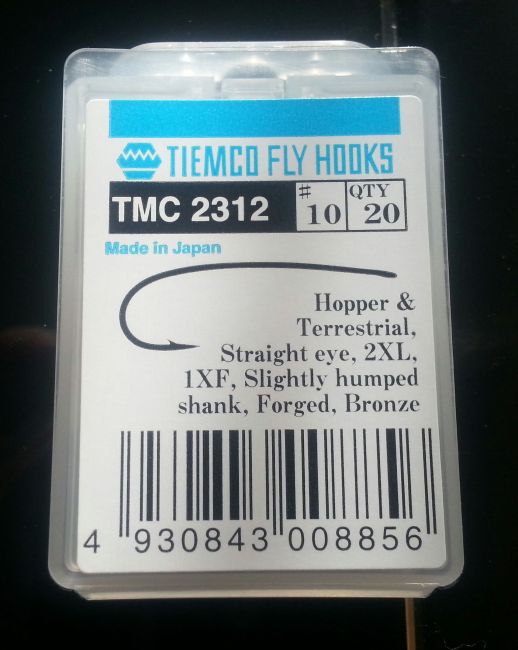 TIEMCO FLY HOOKS
TMC 2312 # 10 QTY 20
Made in Japan
Hopper &
Terrestrial,
Straight eye, 2XL,
1XF, Slightly humped
shank, Forged, Bronze
4 930843 008856